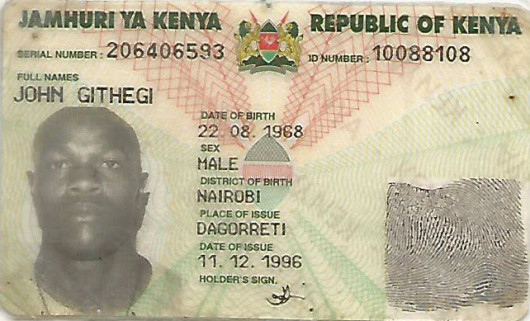 JAMHURI YA KENYA REPUBLIC OF KENYA
SERIAL NUMBER: 206406593 ID NUMBER: 10088108
FULL NAMES
JOHN GITHEGI
DATE OF BIRTH
22. 08. 1968
SEX
MALE
DISTRICT OF BIRTH
NAIROBI
PLACE OF ISSUE
DAGORRETI
DATE OF ISSUE
11. 12. 1996
HOLDER'S SIGN.